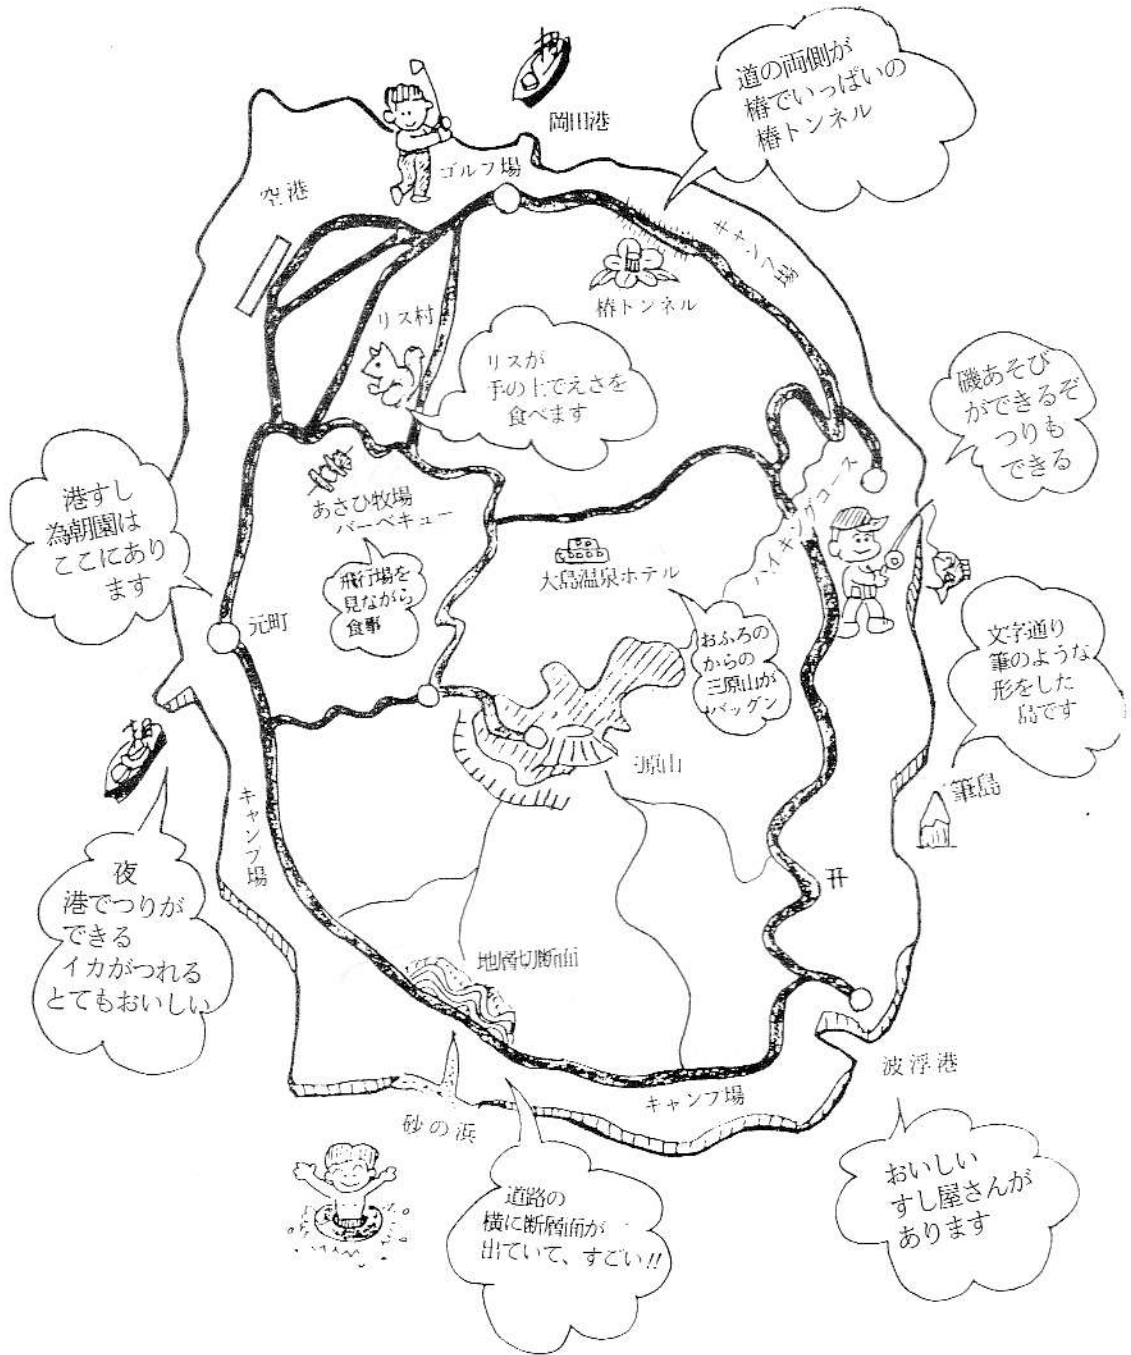 岡田港
道の両側が
椿でいっぱいの
椿トンネル
ゴルフ場
空港
キャンプ場
椿トンネル
リス村
リスが
手の上でえさを
食べます
磯あそび
ができるぞ
つりも
できる
港すし
為朝園は
ここにあり
ます
あさひ牧場
バーベキュー
ハイキングコース
飛行場を
見ながら
食事
大島温泉ホテル
元町
おふろの
からの
三原山が
バツグン
文字通り
筆のような
形をした
島です
三原山
筆島
キャンプ場
夜
港でつりが
できる
イカがつれる
とてもおいしい
地層切断面
波浮港
キャンプ場
砂の浜
道路の
横に断層面が
出ていて、すごい!!
おいしい
すし屋さんが
あります